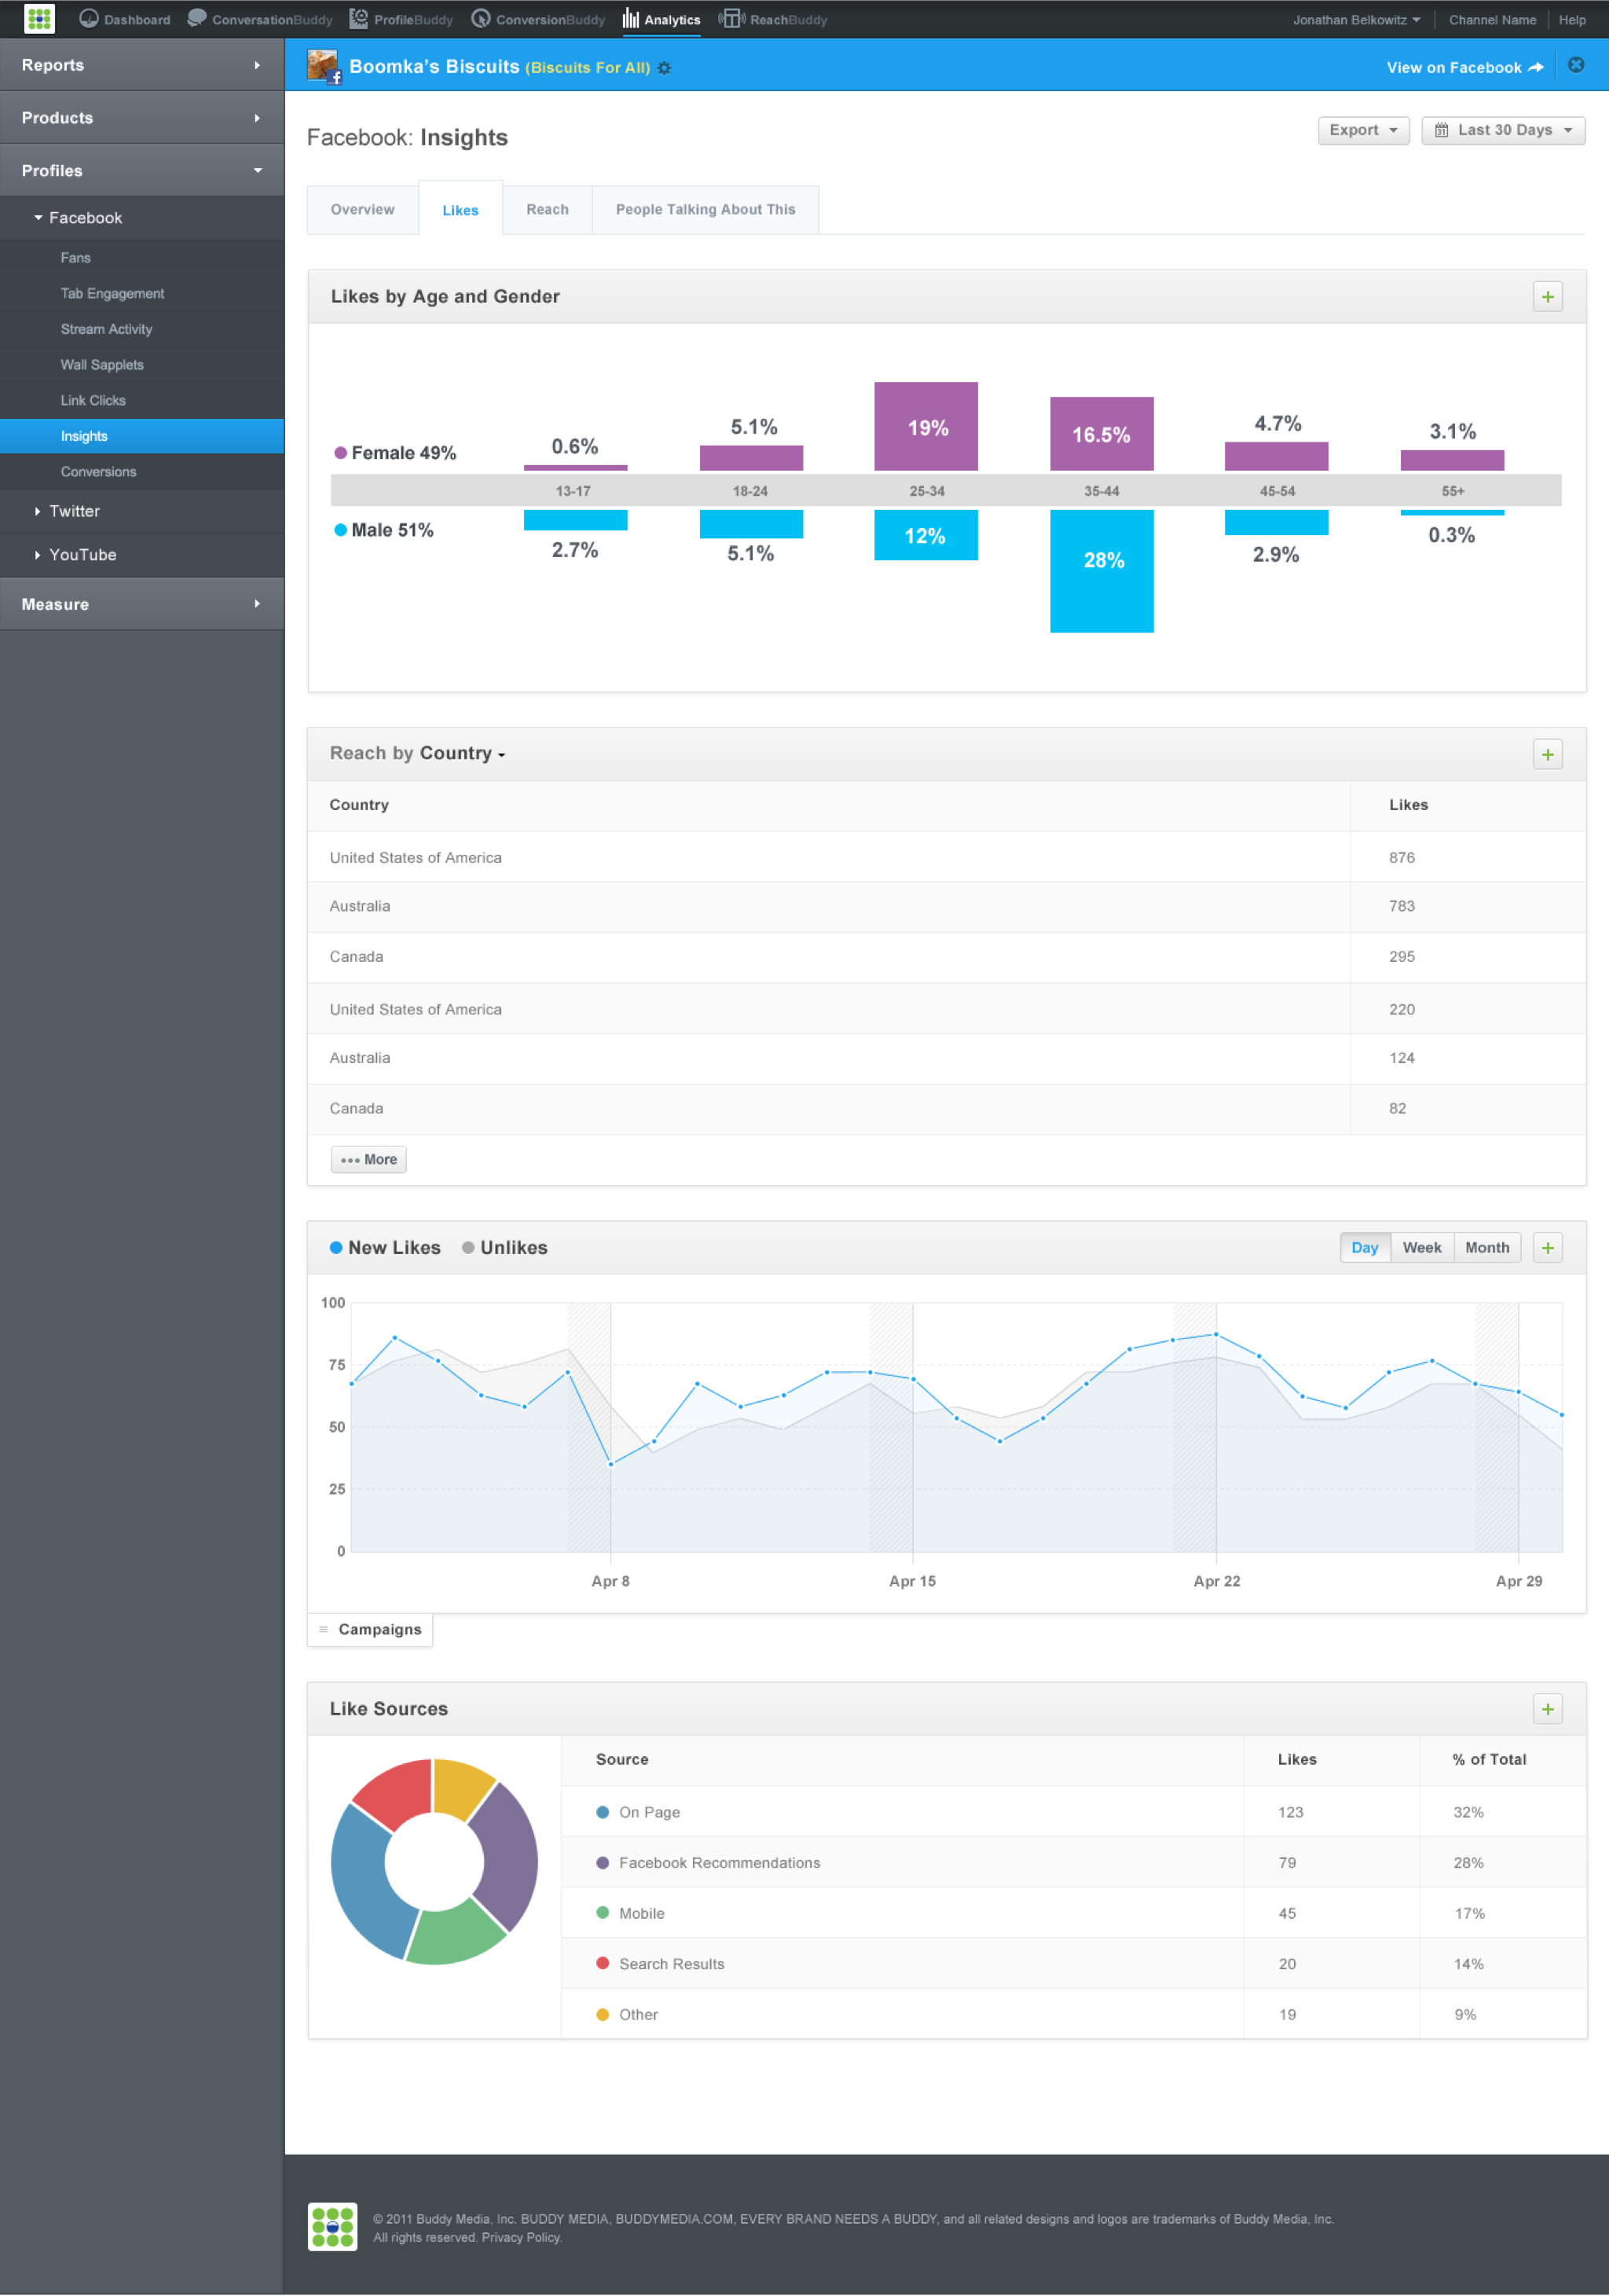 Dashboard ConversationBuddy ProfileBuddy ConversionBuddy Analytics ReachBuddy Jonathan Belkowitz Channel Name Help
Reports
Products
Profiles
Facebook
Fans
Tab Engagement
Stream Activity
Wall Sapplets
Link Clicks
Insights
Conversions
Twitter
YouTube
Measure
Boomka's Biscuits (Biscuits For All) View on Facebook
Facebook: Insights Export Last 30 Days
Overview Likes Reach People Talking About This
Likes by Age and Gender
Female 49% 0.6% 5.1% 19% 16.5% 4.7% 3.1%
13-17 18-24 25-34 35-44 45-54 55+
Male 51% 2.7% 5.1% 12% 28% 2.9% 0.3%
Reach by Country
Country Likes
United States of America 876
Australia 783
Canada 295
United States of America 220
Australia 124
Canada 82
More
New Likes Unlikes Day Week Month
100
75
50
25
0
Apr 8 Apr 15 Apr 22 Apr 29
Campaigns
Like Sources
Source Likes % of Total
On Page 123 32%
Facebook Recommendations 79 28%
Mobile 45 17%
Search Results 20 14%
Other 19 9%
© 2011 Buddy Media, Inc. BUDDY MEDIA, BUDDYMEDIA.COM, EVERY BRAND NEEDS A BUDDY, and all related designs and logos are trademarks of Buddy Media, Inc.
All rights reserved. Privacy Policy.